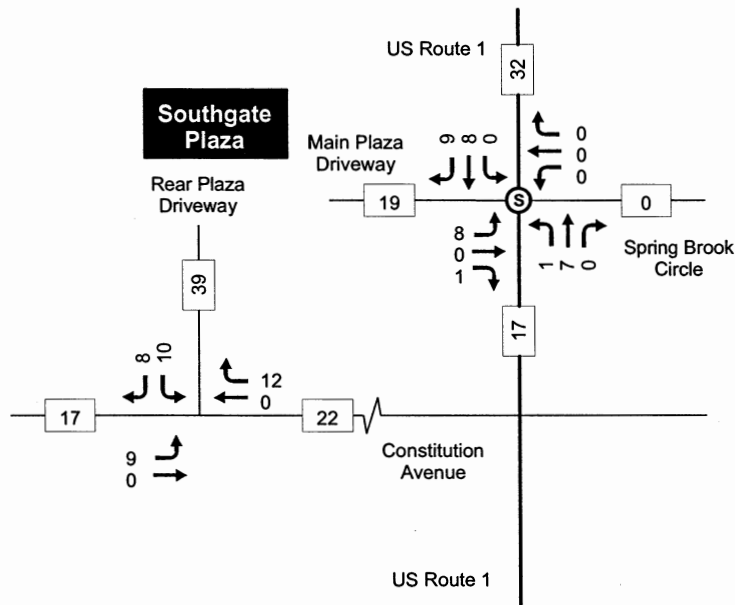 US Route 1
32
Southgate
Plaza
Main Plaza
Driveway
9 8 0
0
0
0
Rear Plaza
Driveway
19
S
0
8
0
1
1 7 0
Spring Brook
Circle
39
17
8 10
12
0
17
22
9
0
Constitution
Avenue
US Route 1